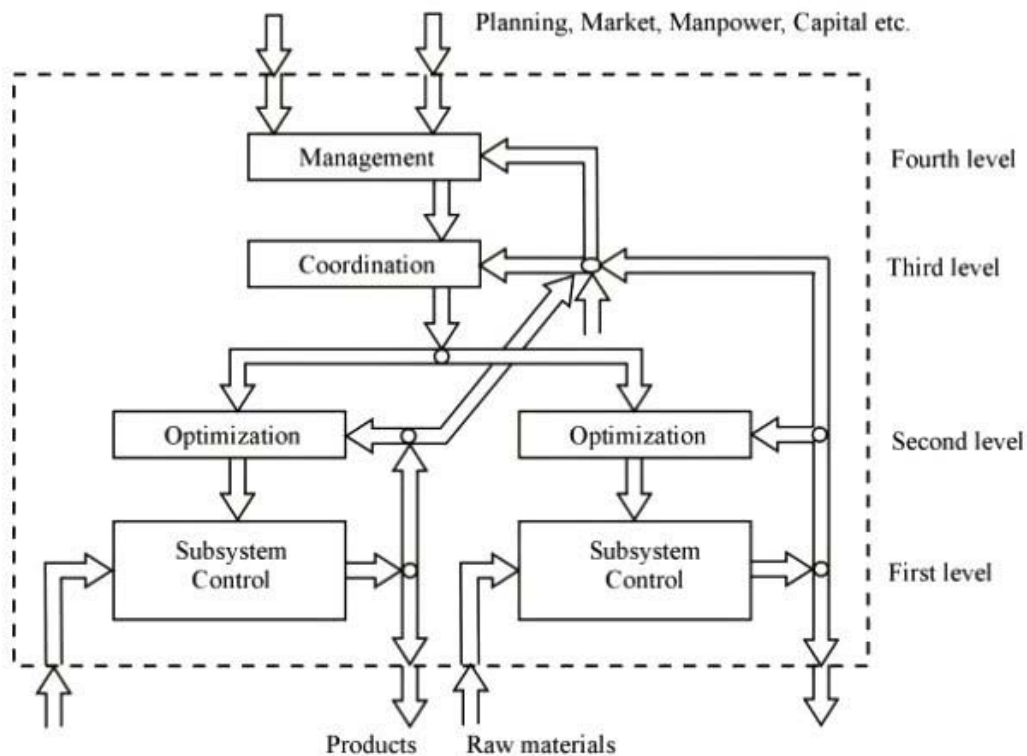 Planning, Market, Manpower, Capital etc.
Management
Fourth level
Coordination
Third level
Optimization
Optimization
Second level
Subsystem
Control
Subsystem
Control
First level
Products
Raw materials